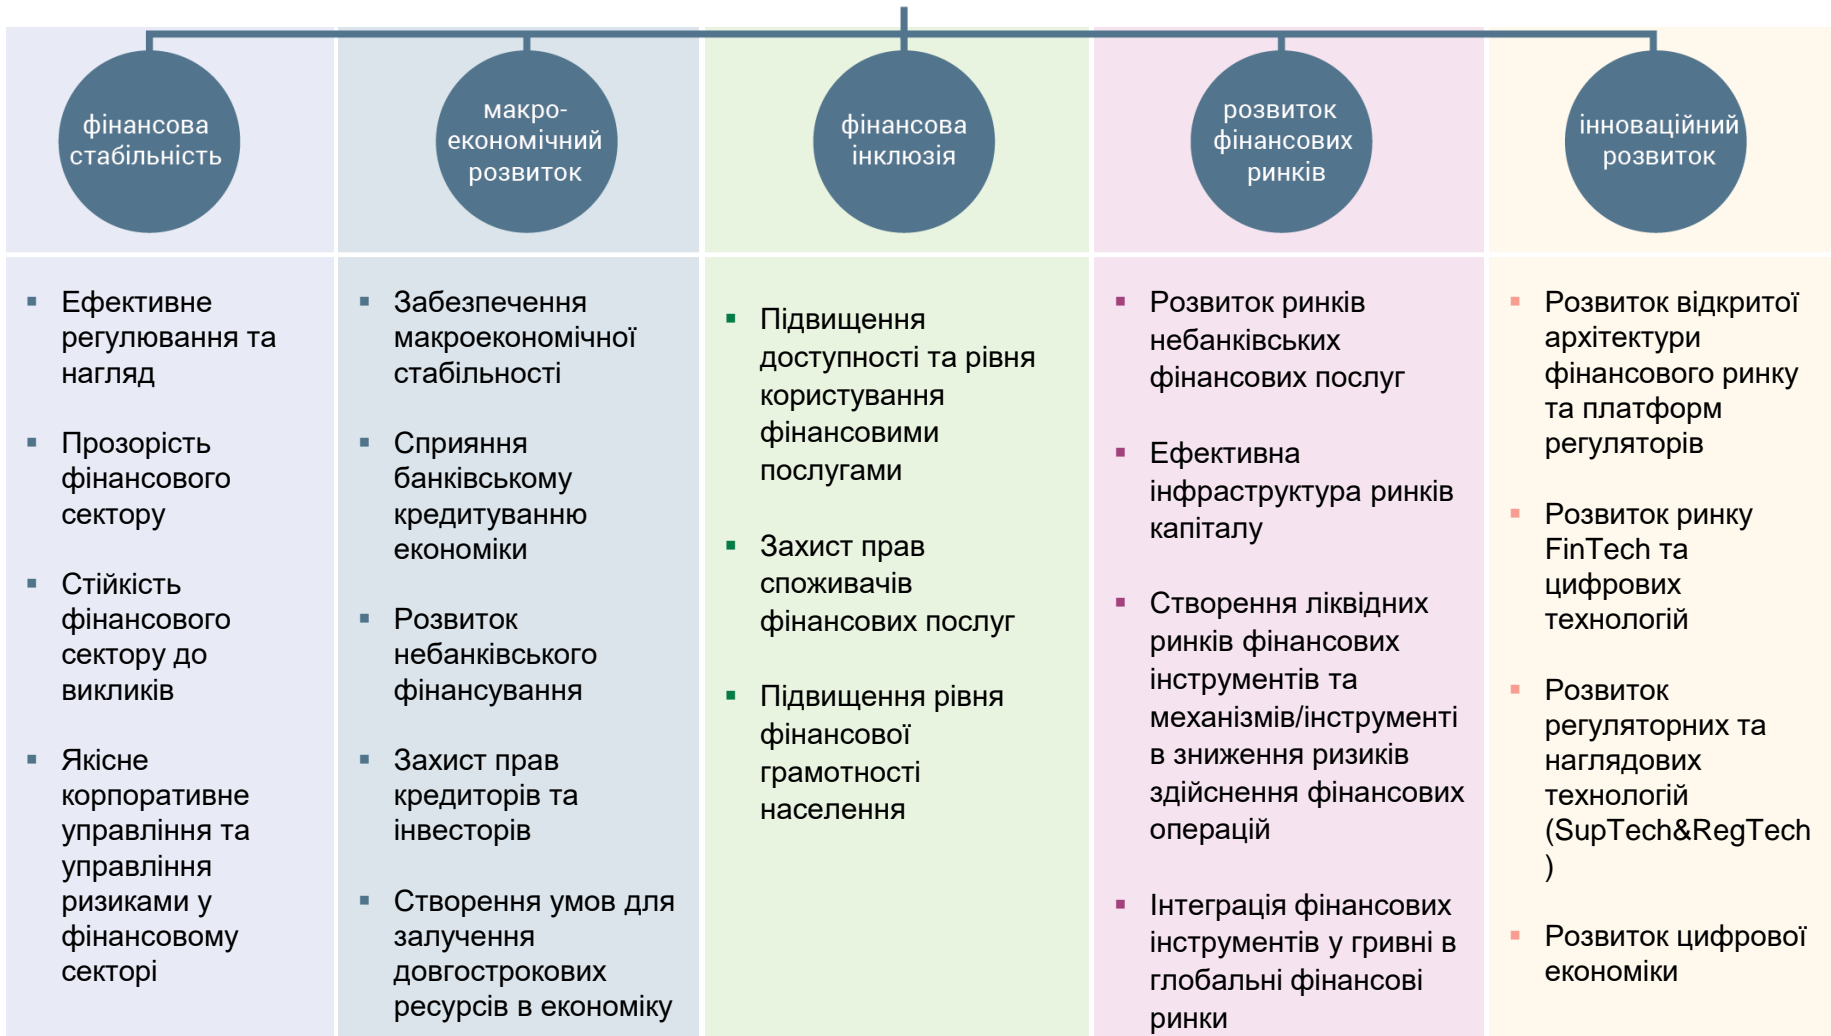 фінансова
стабільність
макро-
економічний
розвиток
фінансова
інклюзія
розвиток
фінансових
ринків
інноваційний
розвиток
▪ Ефективне
регулювання та
нагляд
▪ Прозорість
фінансового
сектору
▪ Стійкість
фінансового
сектору до
викликів
▪ Якісне
корпоративне
управління та
управління
ризиками у
фінансовому
секторі
▪ Забезпечення
макроекономічної
стабільності
▪ Сприяння
банківському
кредитуванню
економіки
▪ Розвиток
небанківського
фінансування
▪ Захист прав
кредиторів та
інвесторів
▪ Створення умов для
залучення
довгострокових
ресурсів в економіку
▪ Підвищення
доступності та рівня
користування
фінансовими
послугами
▪ Захист прав
споживачів
фінансових послуг
▪ Підвищення рівня
фінансової
грамотності
населення
▪ Розвиток ринків
небанківських
фінансових послуг
▪ Ефективна
інфраструктура ринків
капіталу
▪ Створення ліквідних
ринків фінансових
інструментів та
механізмів/інструменті
в зниження ризиків
здійснення фінансових
операцій
▪ Інтеграція фінансових
інструментів у гривні в
глобальні фінансові
ринки
▪ Розвиток відкритої
архітектури
фінансового ринку
та платформ
регуляторів
▪ Розвиток ринку
FinTech та
цифрових
технологій
▪ Розвиток
регуляторних та
наглядових
технологій
(SupTech&RegTech
)
▪ Розвиток цифрової
економіки